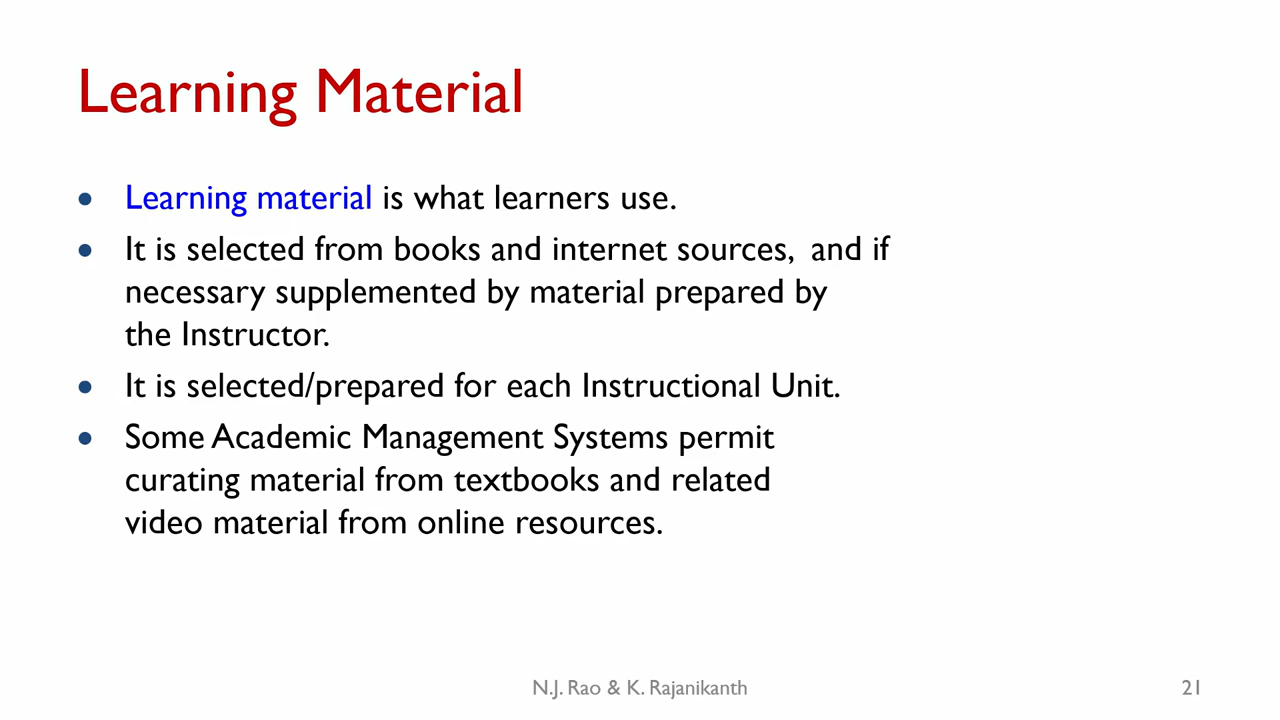 Learning Material
• Learning material is what learners use.
• It is selected from books and internet sources,  and if
necessary supplemented by material prepared by
the Instructor.
• It is selected/prepared for each Instructional Unit.
• Some Academic Management Systems permit
curating material from textbooks and related
video material from online resources.
N.J. Rao & K. Rajanikanth
21